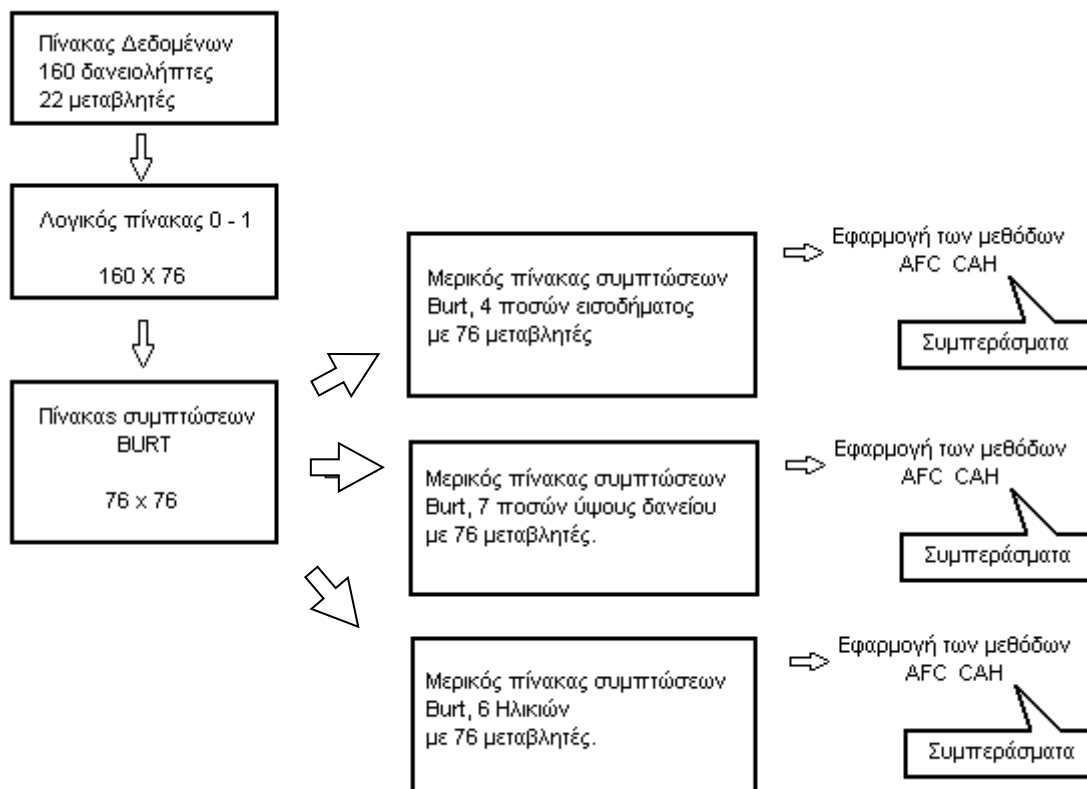 Πίνακας Δεδομένων
160 δανειολήπτες
22 μεταβλητές
Λογικός πίνακας 0 - 1
160 X 76
Πίνακας συμπτώσεων
BURT
76 x 76
Μερικός πίνακας συμπτώσεων
Burt, 4 ποσών εισοδήματος
με 76 μεταβλητές
Εφαρμογή των μεθόδων
AFC CAH
Συμπεράσματα
Μερικός πίνακας συμπτώσεων
Burt, 7 ποσών ύψους δανείου
με 76 μεταβλητές.
Εφαρμογή των μεθόδων
AFC CAH
Συμπεράσματα
Μερικός πίνακας συμπτώσεων
Burt, 6 Ηλικιών
με 76 μεταβλητές.
Εφαρμογή των μεθόδων
AFC CAH
Συμπεράσματα